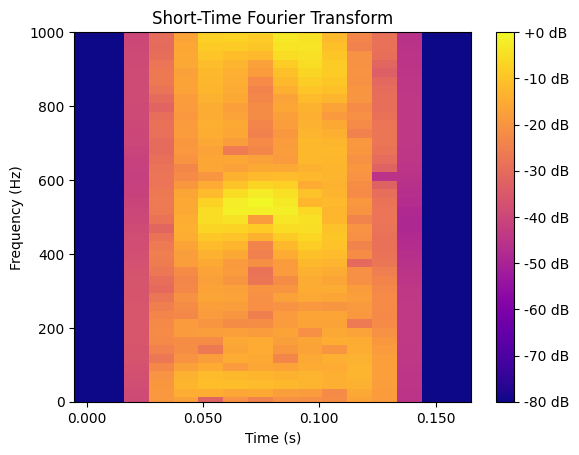 Short-Time Fourier Transform
1000
800
600
400
200
0
Frequency (Hz)
0.000
0.050
0.100
0.150
Time (s)
+0 dB
-10 dB
-20 dB
-30 dB
-40 dB
-50 dB
-60 dB
-70 dB
-80 dB